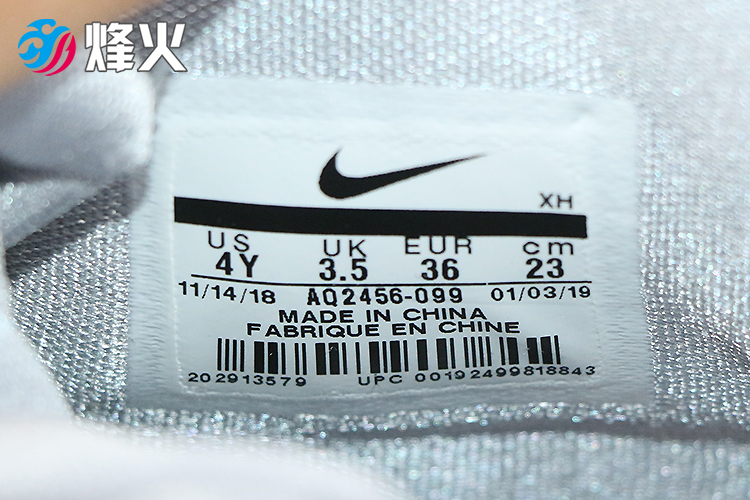 烽火
XH
US UK EUR cm
4Y 3.5 36 23
11/14/18 AQ2456-099 01/03/19
MADE IN CHINA
FABRIQUE EN CHINE
202913579 UPC 00192499818843